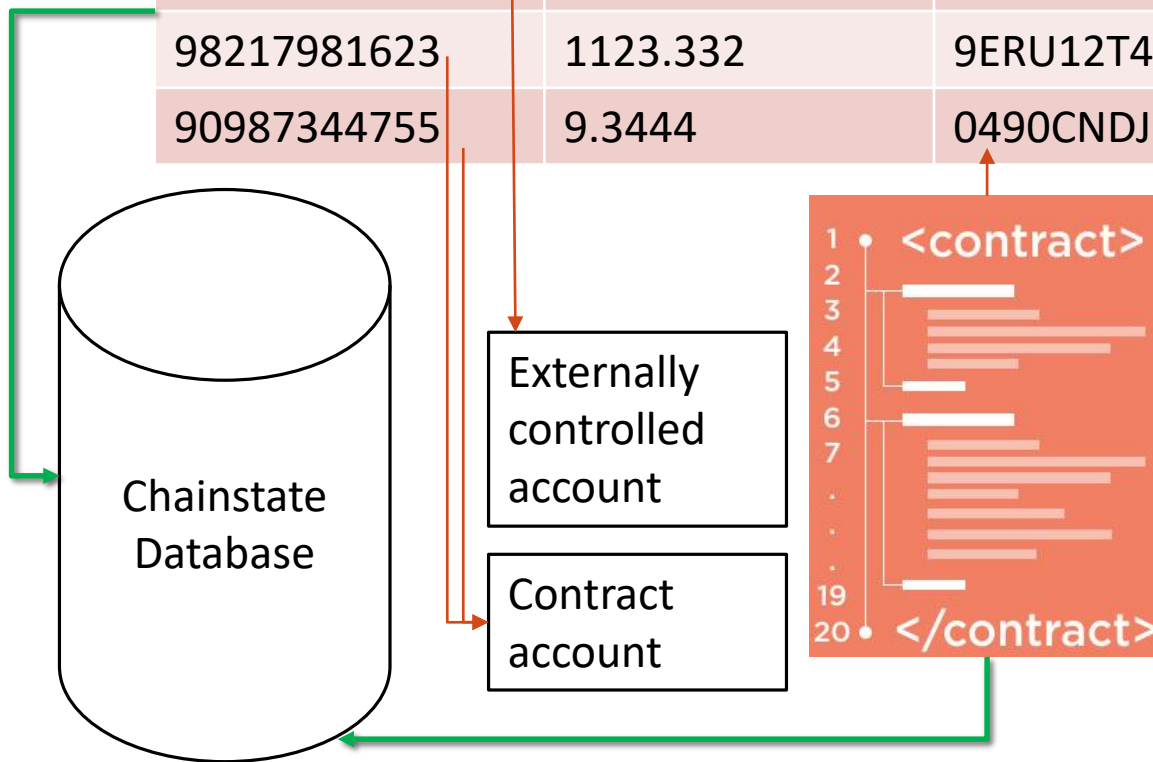 98217981623 1123.332 9ERU12T4
90987344755 9.3444 0490CNDJ
Chainstate
Database
Externally
controlled
account
Contract
account
1 <contract>
2
3
4
5
6
7
.
.
.
19
20 </contract>